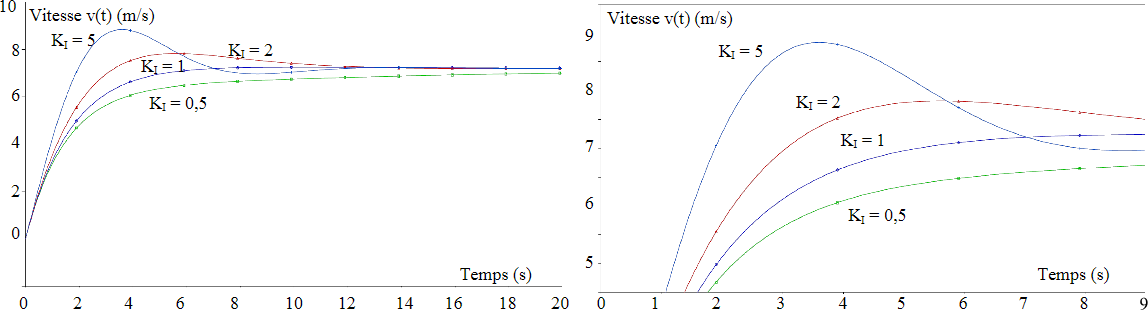 10
Vitesse v(t) (m/s)
K_I = 5
K_I = 2
8
K_I = 1
6
K_I = 0,5
4
2
0
Temps (s)
0 2 4 6 8 10 12 14 16 18 20
Vitesse v(t) (m/s)
9
K_I = 5
8
K_I = 2
7
K_I = 1
6
K_I = 0,5
5
Temps (s)
0 1 2 3 4 5 6 7 8 9